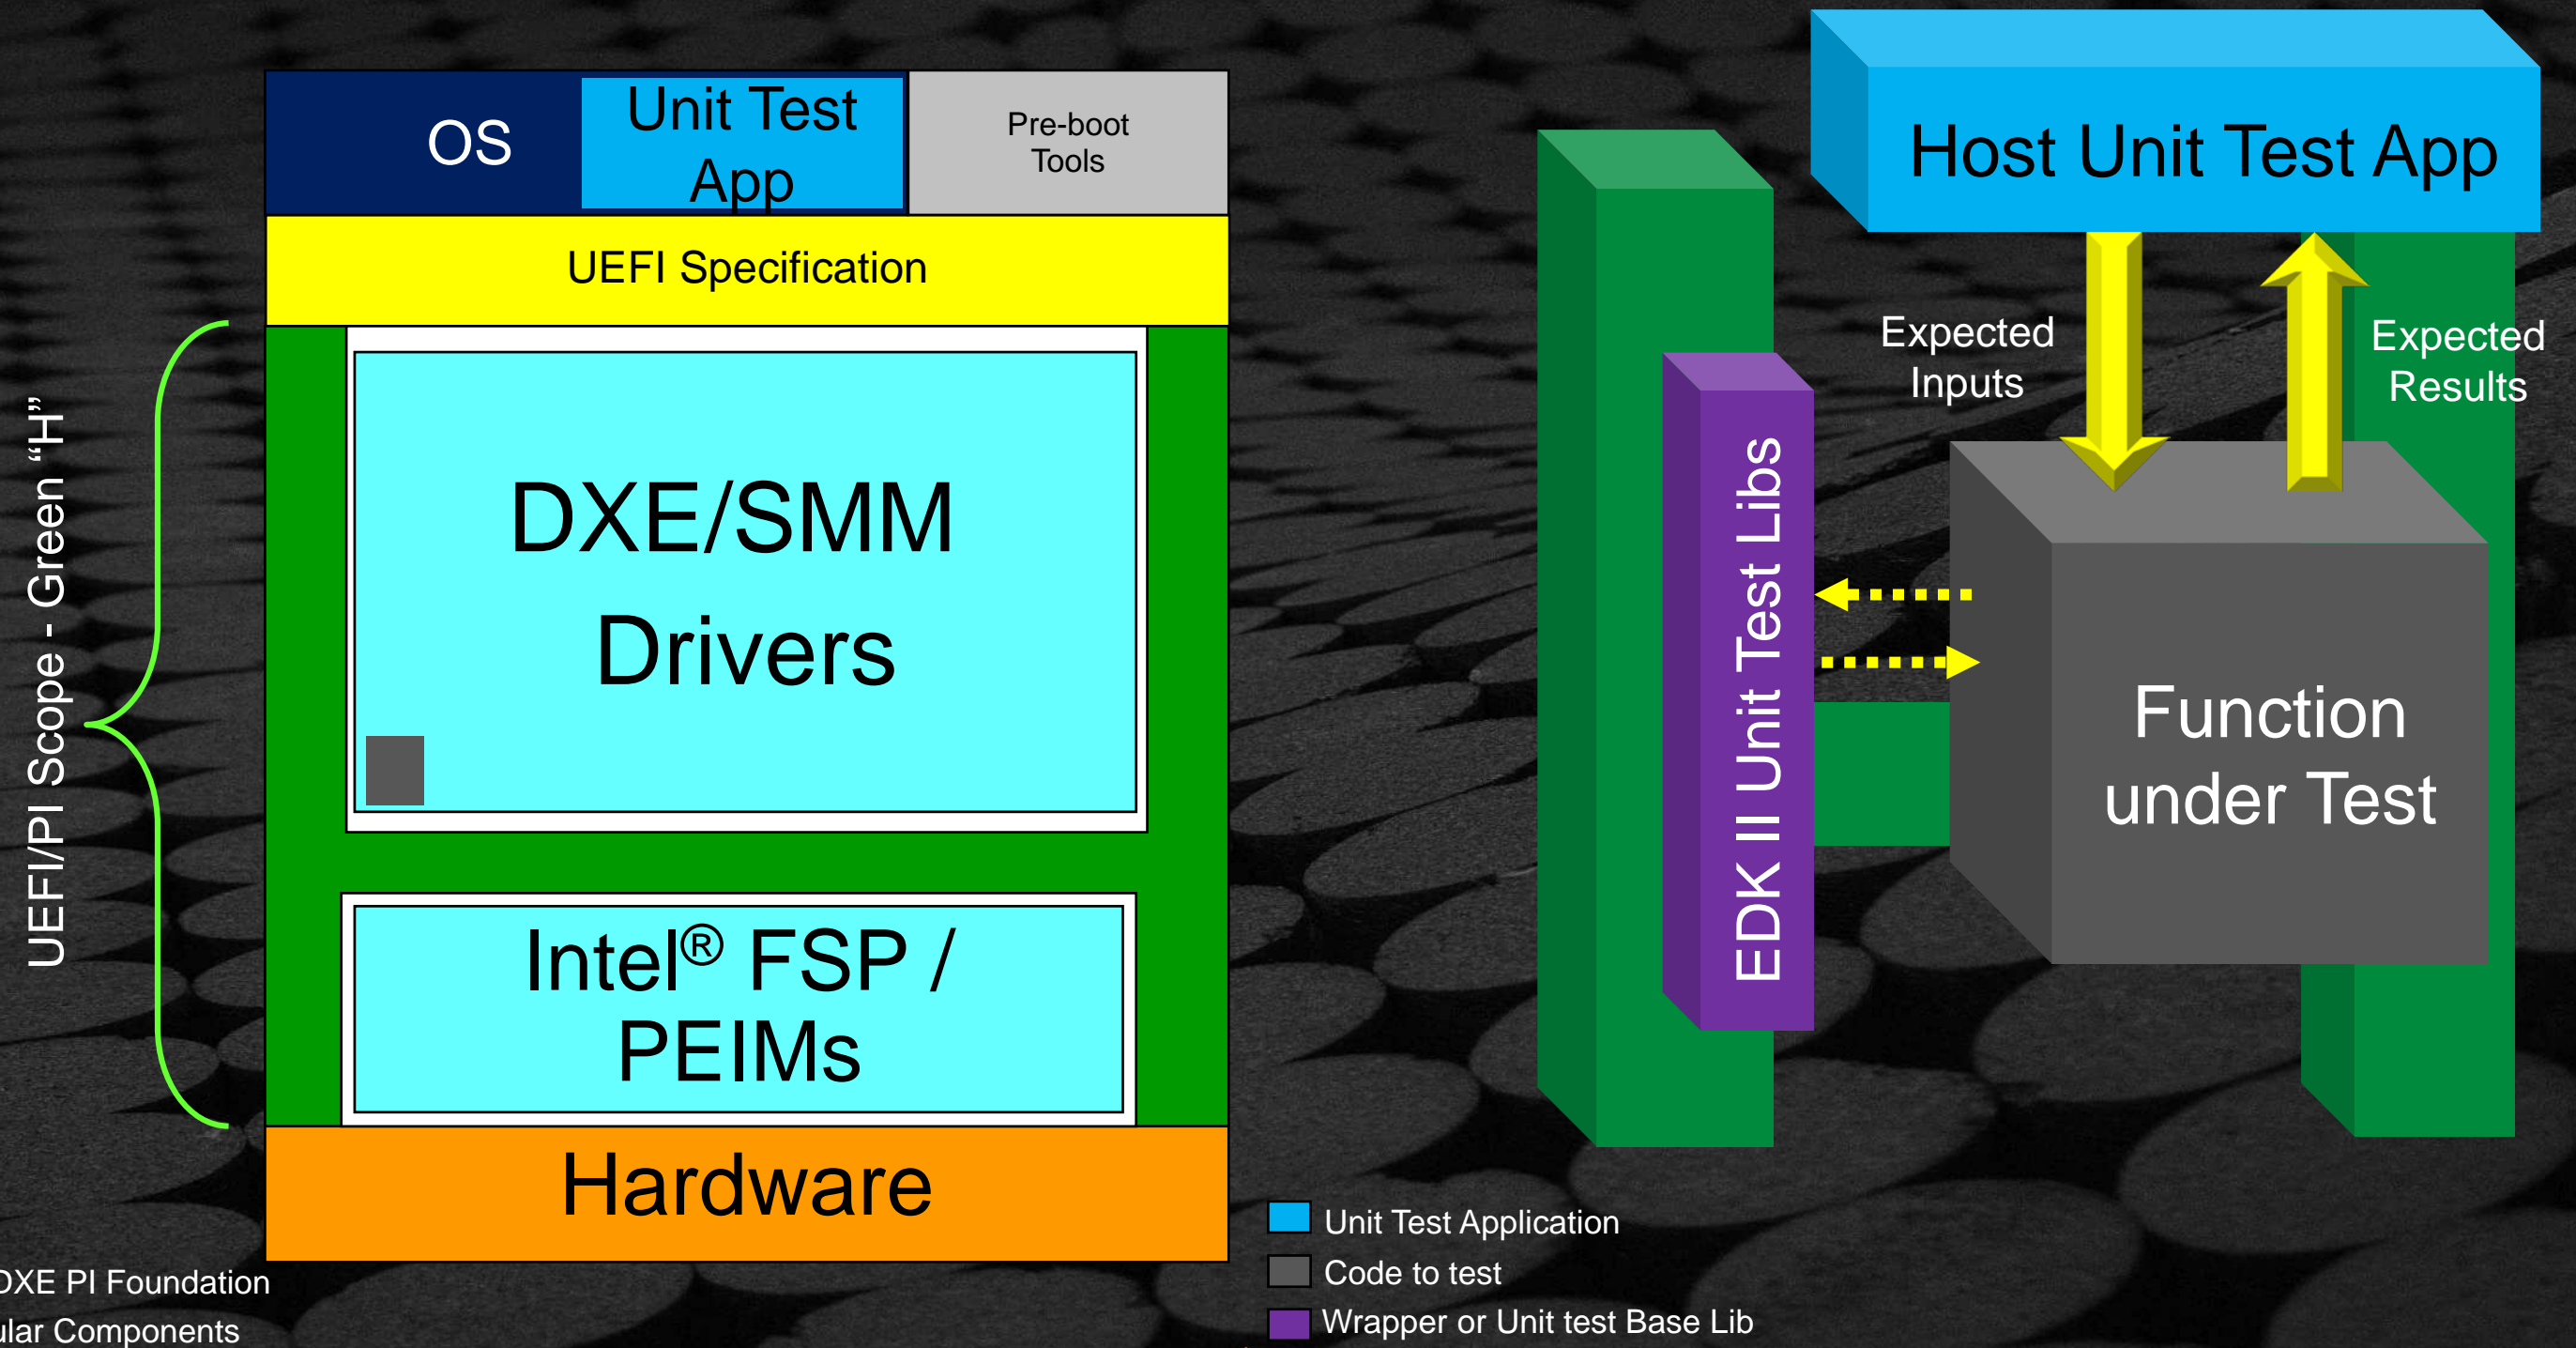 OS
Unit Test
App
Pre-boot
Tools
UEFI Specification
UEFI/PI Scope - Green “H”
DXE/SMM
Drivers
Intel® FSP /
PEIMs
Hardware
DXE PI Foundation
Components
Host Unit Test App
Expected
Inputs
Expected
Results
EDK II Unit Test Libs
Function
under Test
Unit Test Application
Code to test
Wrapper or Unit test Base Lib